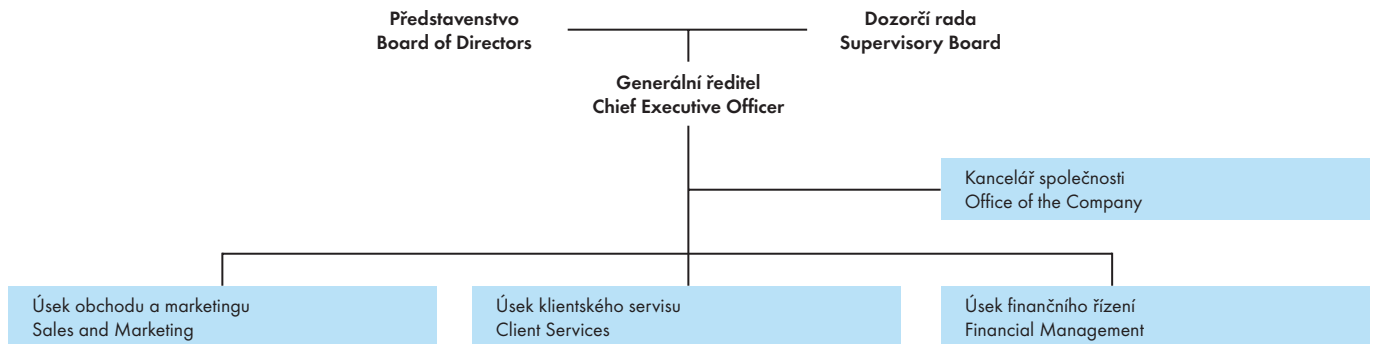 Představenstvo
Board of Directors
Dozorčí rada
Supervisory Board
Generální ředitel
Chief Executive Officer
Kancelář společnosti
Office of the Company
Úsek obchodu a marketingu
Sales and Marketing
Úsek klientského servisu
Client Services
Úsek finančního řízení
Financial Management